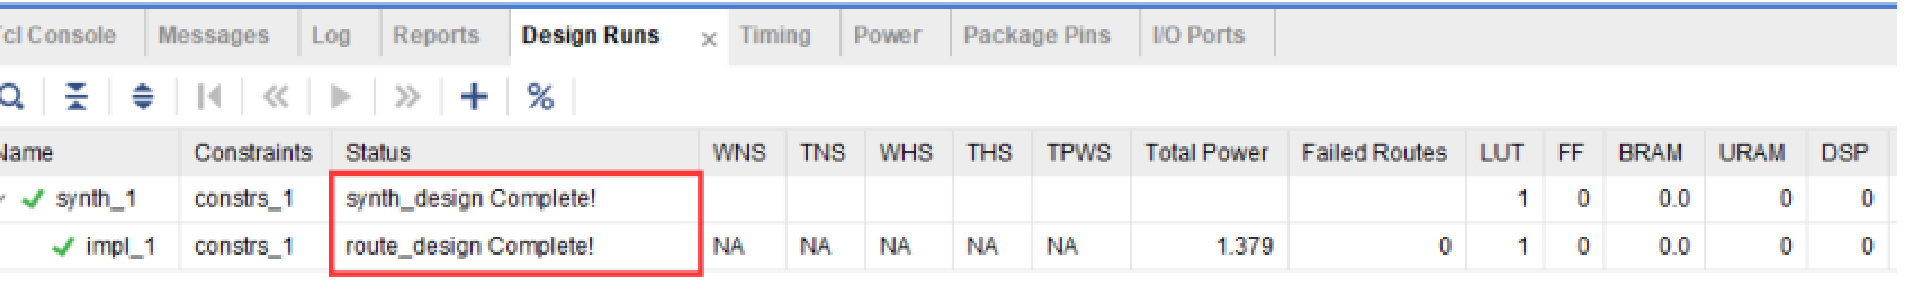 Tcl Console Messages Log Reports Design Runs × Timing Power Package Pins I/O Ports
%
Name Constraints Status WNS TNS WHS THS TPWS Total Power Failed Routes LUT FF BRAM URAM DSP
synth_1 constrs_1 synth_design Complete! 1 0 0.0 0 0
impl_1 constrs_1 route_design Complete! NA NA NA NA NA 1.379 0 1 0 0.0 0 0